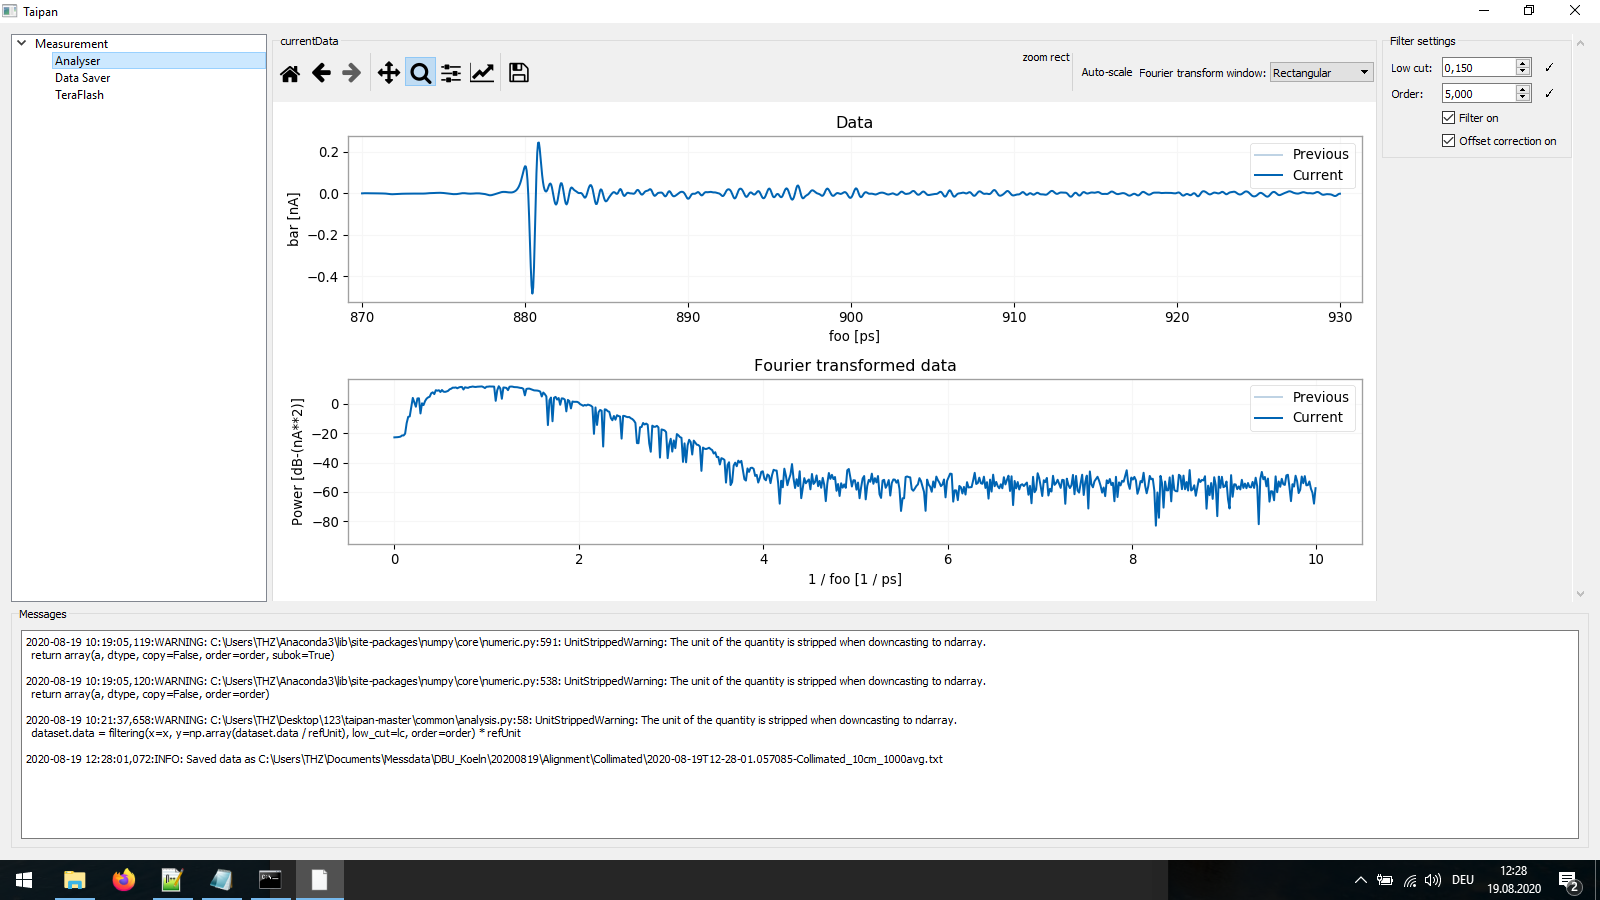 Taipan
Measurement
Analyser
Data Saver
TeraFlash
currentData
zoom rect
Auto-scale
Fourier transform window:
Rectangular
Data
0.2
0.0
−0.2
−0.4
bar [nA]
Previous
Current
870
880
890
900
910
920
930
foo [ps]
Fourier transformed data
0
−20
−40
−60
−80
Power [dB-(nA**2)]
Previous
Current
0
2
4
6
8
10
1 / foo [1 / ps]
Filter settings
Low cut:
0,150
✓
Order:
5,000
✓
Filter on
Offset correction on
Messages
2020-08-19 10:19:05,119:WARNING: C:\Users\THZ\Anaconda3\lib\site-packages\numpy\core\numeric.py:591: UnitStrippedWarning: The unit of the quantity is stripped when downcasting to ndarray.
return array(a, dtype, copy=False, order=order, subok=True)
2020-08-19 10:19:05,120:WARNING: C:\Users\THZ\Anaconda3\lib\site-packages\numpy\core\numeric.py:538: UnitStrippedWarning: The unit of the quantity is stripped when downcasting to ndarray.
return array(a, dtype, copy=False, order=order)
2020-08-19 10:21:37,658:WARNING: C:\Users\THZ\Desktop\123\taipan-master\common\analysis.py:58: UnitStrippedWarning: The unit of the quantity is stripped when downcasting to ndarray.
dataset.data = filtering(x=x, y=np.array(dataset.data / refUnit), low_cut=lc, order=order) * refUnit
2020-08-19 12:28:01,072:INFO: Saved data as C:\Users\THZ\Documents\Messdata\DBU_Koeln\20200819\Alignment\Collimated\2020-08-19T12-28-01.057085-Collimated_10cm_1000avg.txt
DEU
12:28
19.08.2020
2